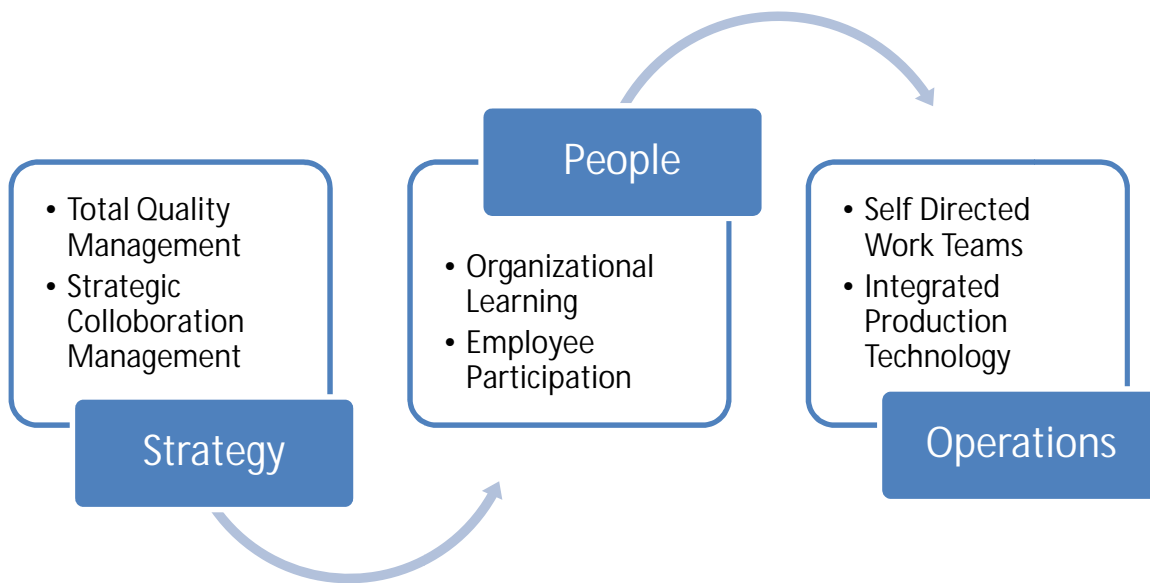 • Total Quality
Management
• Strategic
Colloboration
Management
Strategy
People
• Organizational
Learning
• Employee
Participation
• Self Directed
Work Teams
• Integrated
Production
Technology
Operations